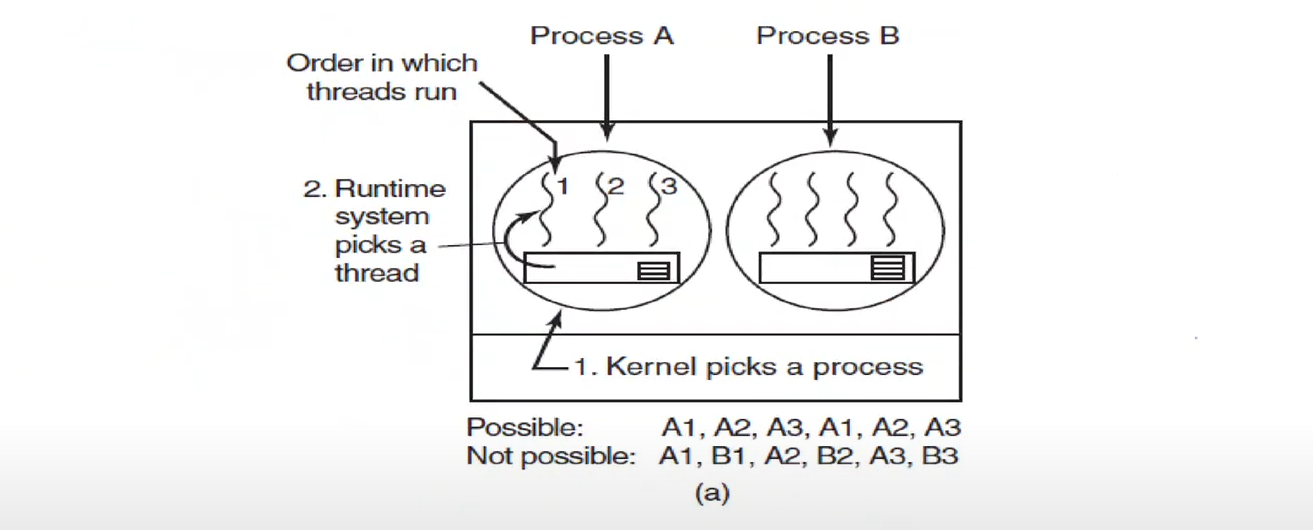 Process A
Process B
Order in which
threads run
1
2
3
2. Runtime
system
picks a
thread
1. Kernel picks a process
Possible: A1, A2, A3, A1, A2, A3
Not possible: A1, B1, A2, B2, A3, B3
(a)